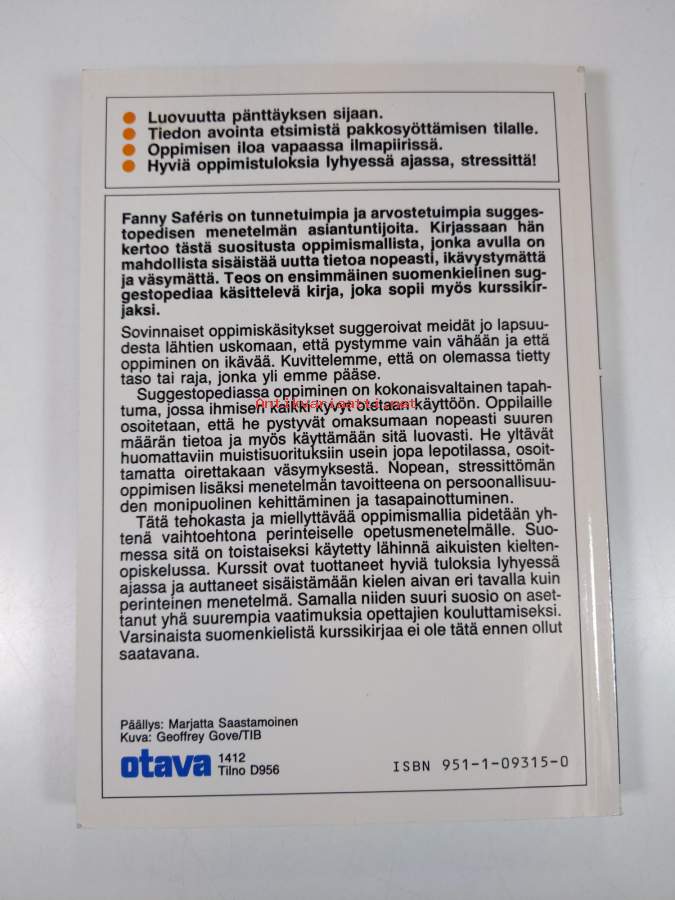 Luovuutta pänttäyksen sijaan.
Tiedon avointa etsimistä pakkosyöttämisen tilalle.
Oppimisen iloa vapaassa ilmapiirissä.
Hyviä oppimistuloksia lyhyessä ajassa, stressittä!
Fanny Saféris on tunnetuimpia ja arvostetuimpia sugges-
topedisen menetelmän asiantuntijoita. Kirjassaan hän
kertoo tästä suositusta oppimismallista, jonka avulla on
mahdollista sisäistää uutta tietoa nopeasti, ikävystymättä
ja väsymättä. Teos on ensimmäinen suomenkielinen sug-
gestopediaa käsittelevä kirja, joka sopii myös kurssikir-
jaksi.
Sovinnaiset oppimiskäsitykset suggeroivat meidät jo lapsuu-
desta lähtien uskomaan, että pystymme vain vähään ja että
oppiminen on ikävää. Kuvittelemme, että on olemassa tietty
taso tai raja, jonka yli emme pääse.
Suggestopediassa oppiminen on kokonaisvaltainen tapah-
tuma, jossa ihmisen kaikki kyvyt otetaan käyttöön. Oppilaille
Antikvariaatti.net
osoitetaan, että he pystyvät omaksumaan nopeasti suuren
määrän tietoa ja myös käyttämään sitä luovasti. He yltävät
huomattaviin muistisuorituksiin usein jopa lepotilassa, osoit-
tamatta oirettakaan väsymyksestä. Nopean, stressittömän
oppimisen lisäksi menetelmän tavoitteena on persoonallisuu-
den monipuolinen kehittäminen ja tasapainottuminen.
Tätä tehokasta ja miellyttävää oppimismallia pidetään yh-
tenä vaihtoehtona perinteiselle opetusmenetelmälle. Suo-
messa sitä on toistaiseksi käytetty lähinnä aikuisten kielten-
opiskelussa. Kurssit ovat tuottaneet hyviä tuloksia lyhyessä
ajassa ja auttaneet sisäistämään kielen aivan eri tavalla kuin
perinteinen menetelmä. Samalla niiden suuri suosio on aset-
tanut yhä suurempia vaatimuksia opettajien kouluttamiseksi.
Varsinaista suomenkielistä kurssikirjaa ei ole tätä ennen ollut
saatavana.
Päällys: Marjatta Saastamoinen
Kuva: Geoffrey Gove/TIB
otava 1412
Tilno D956
ISBN 951-1-09315-0